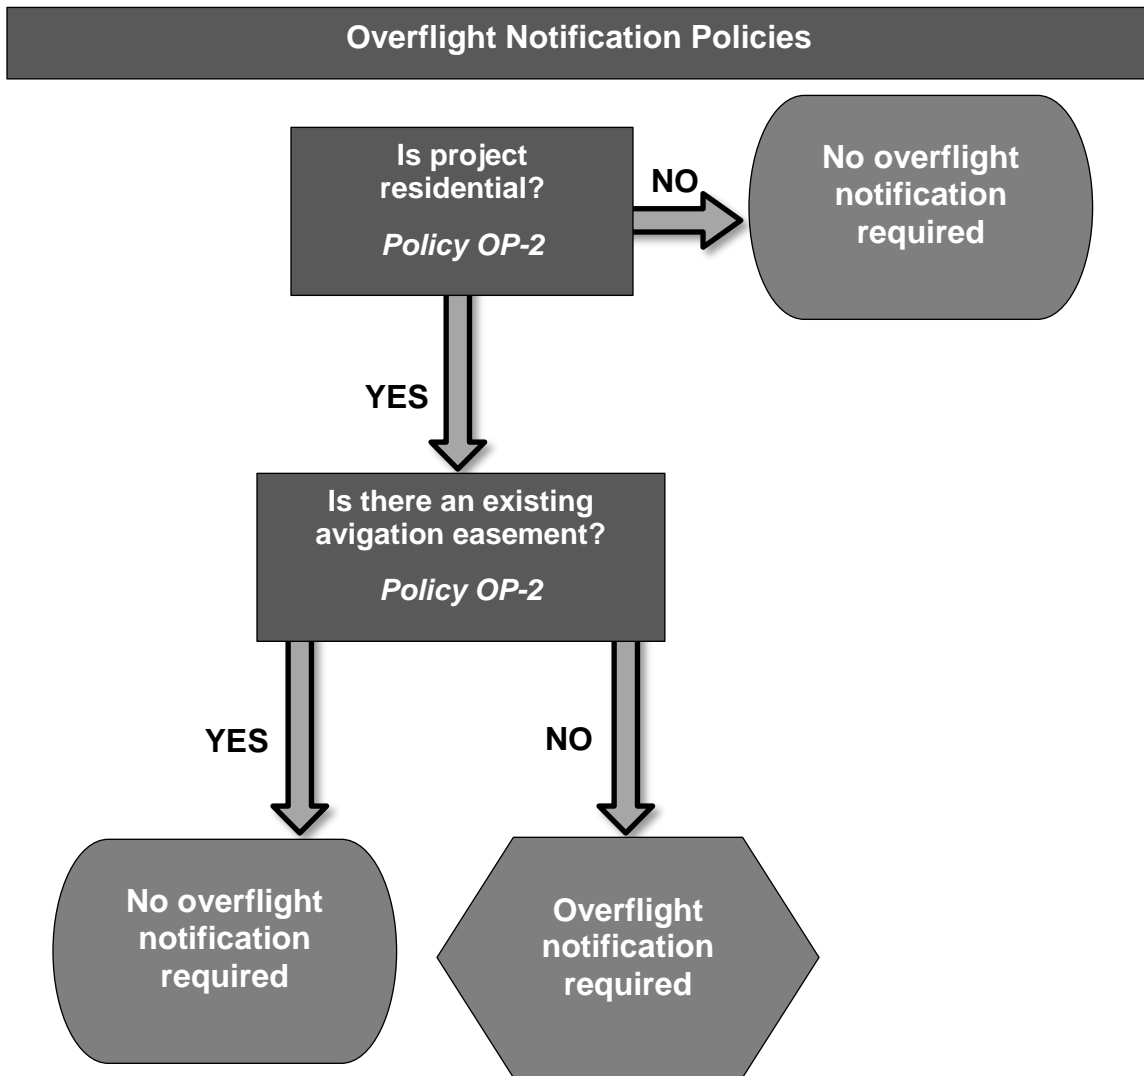 Overflight Notification Policies
Is project
residential?
Policy OP-2
NO
No overflight
notification
required
YES
Is there an existing
avigation easement?
Policy OP-2
YES
NO
No overflight
notification
required
Overflight
notification
required